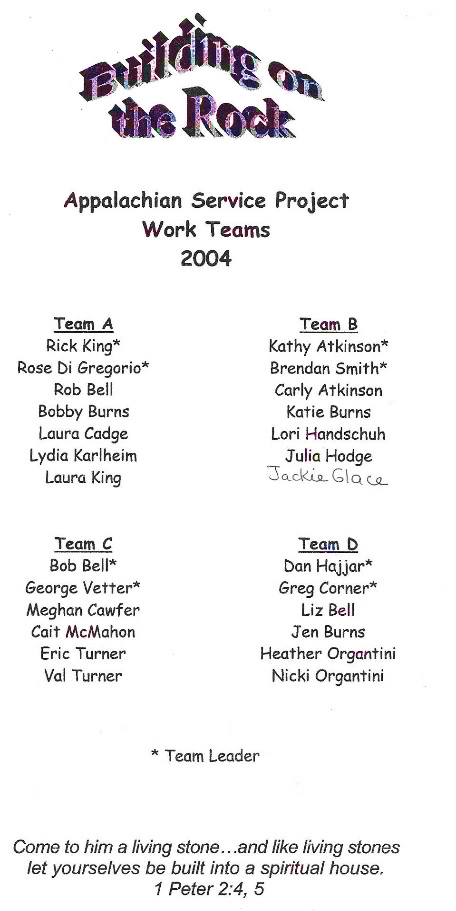 Building on
the Rock
Appalachian Service Project
Work Teams
2004
Team A
Rick King*
Rose Di Gregorio*
Rob Bell
Bobby Burns
Laura Cadge
Lydia Karlheim
Laura King
Team B
Kathy Atkinson*
Brendan Smith*
Carly Atkinson
Katie Burns
Lori Handschuh
Julia Hodge
Jackie Glace
Team C
Bob Bell*
George Vetter*
Meghan Cawfer
Cait McMahon
Eric Turner
Val Turner
Team D
Dan Hajjar*
Greg Corner*
Liz Bell
Jen Burns
Heather Organtini
Nicki Organtini
* Team Leader
Come to him a living stone...and like living stones
let yourselves be built into a spiritual house.
1 Peter 2:4, 5